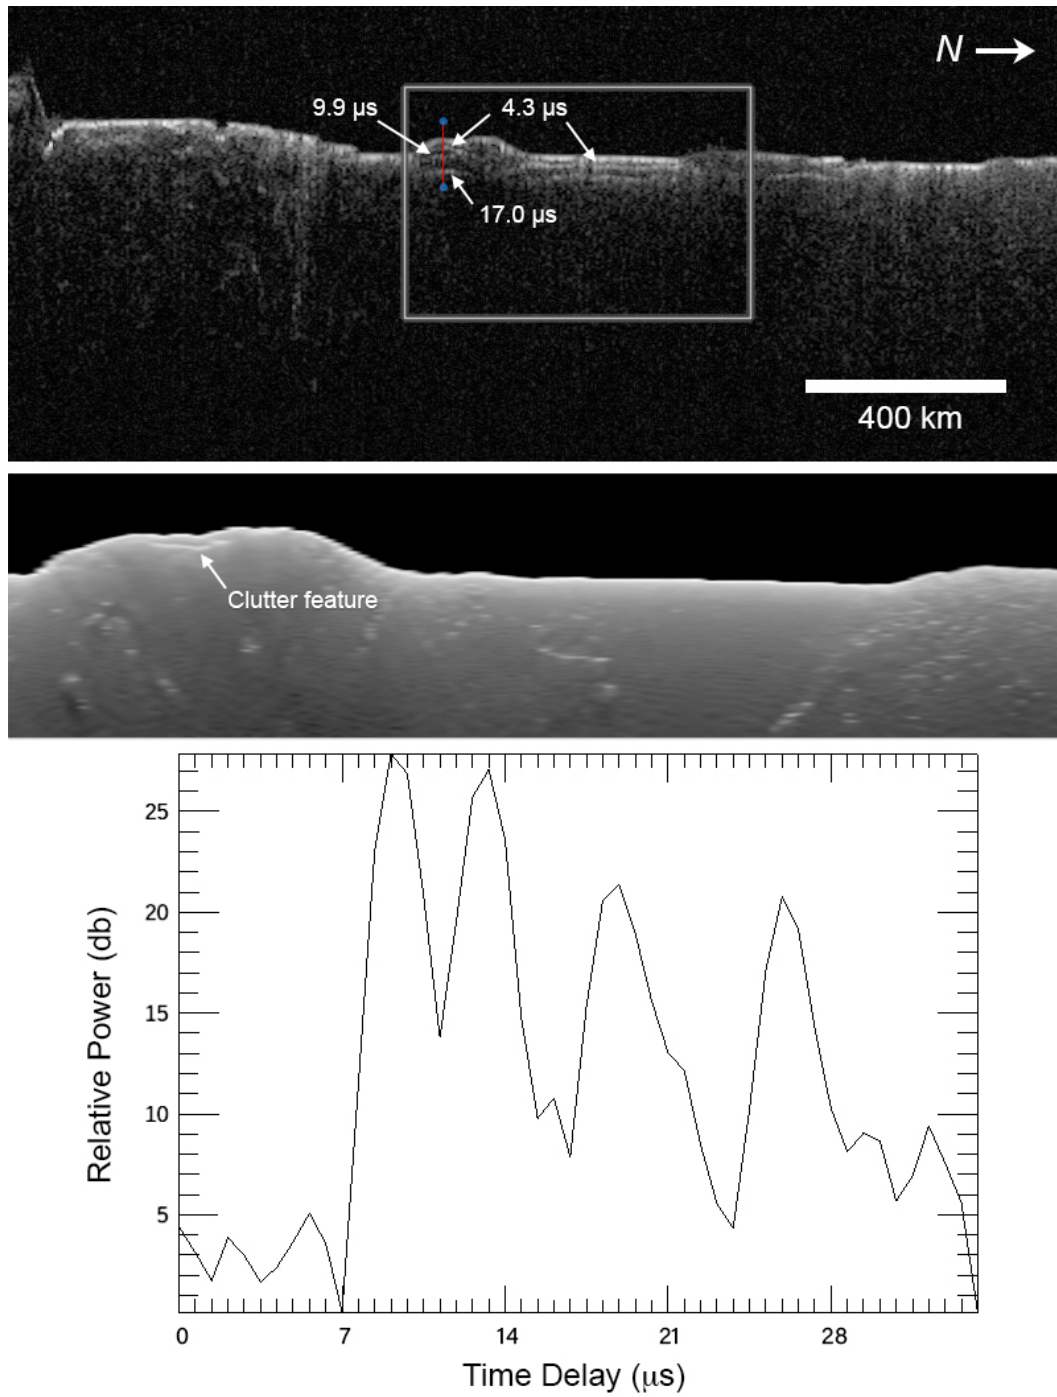 N
9.9 μs
4.3 μs
17.0 μs
400 km
Clutter feature
25
20
15
10
5
Relative Power (db)
0 7 14 21 28
Time Delay (μs)